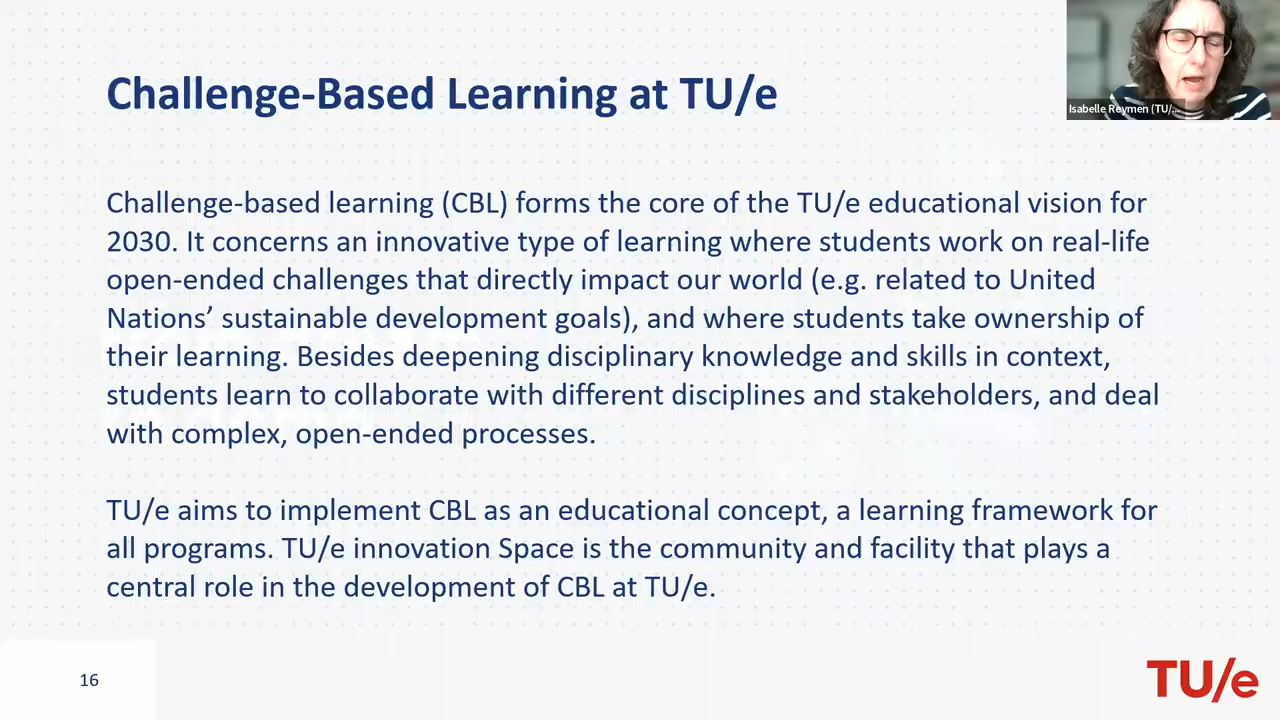 Challenge-Based Learning at TU/e
Isabelle Reymen (TU/...
Challenge-based learning (CBL) forms the core of the TU/e educational vision for
2030. It concerns an innovative type of learning where students work on real-life
open-ended challenges that directly impact our world (e.g. related to United
Nations’ sustainable development goals), and where students take ownership of
their learning. Besides deepening disciplinary knowledge and skills in context,
students learn to collaborate with different disciplines and stakeholders, and deal
with complex, open-ended processes.
TU/e aims to implement CBL as an educational concept, a learning framework for
all programs. TU/e innovation Space is the community and facility that plays a
central role in the development of CBL at TU/e.
16
TU/e